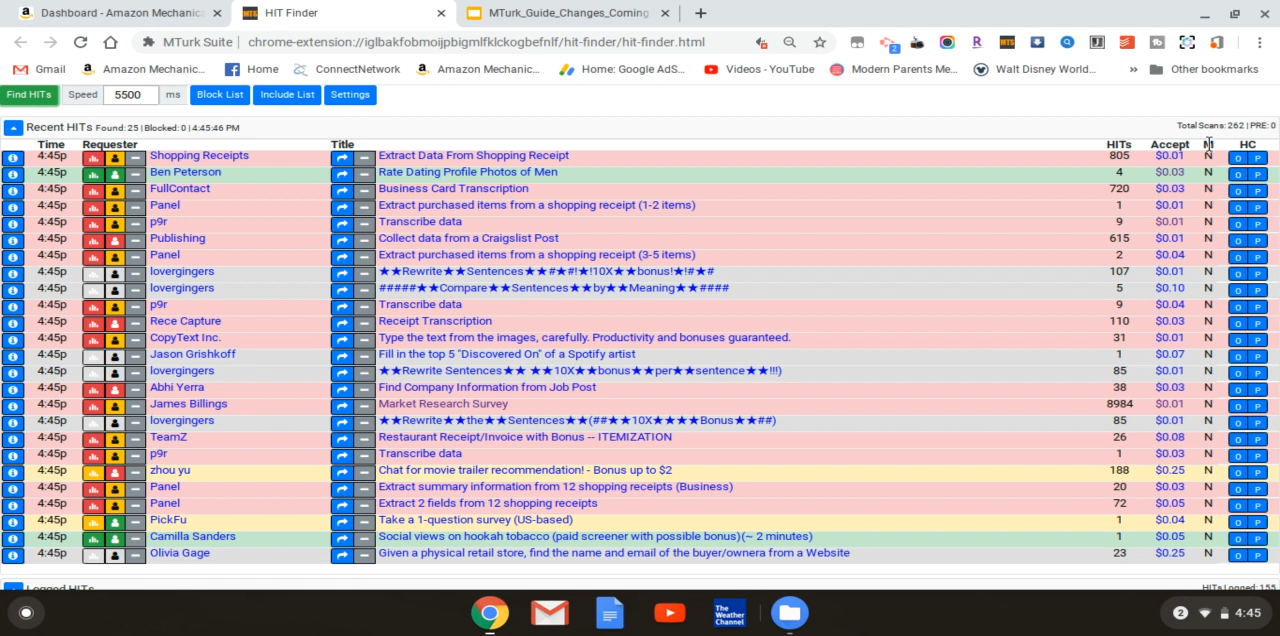 Dashboard - Amazon Mechanic
HIT Finder
MTurk_Guide_Changes_Coming
MTurk Suite | chrome-extension://iglbakfobmoijpbigmlfklckogbefnlf/hit-finder/hit-finder.html
Gmail Amazon Mechanic... Home ConnectNetwork Amazon Mechanic... Home: Google AdS... Videos - YouTube Modern Parents Me... Walt Disney World... » Other bookmarks
Find HITs Speed 5500 ms Block List Include List Settings
Recent HITs Found: 25 | Blocked: 0 | 4:45:46 PM Total Scans: 262 | PRE: 0
Time Requester Title HITs Accept M HC
4:45p Shopping Receipts Extract Data From Shopping Receipt 805 $0.01 N O P
4:45p Ben Peterson Rate Dating Profile Photos of Men 4 $0.03 N O P
4:45p FullContact Business Card Transcription 720 $0.03 N O P
4:45p Panel Extract purchased items from a shopping receipt (1-2 items) 1 $0.01 N O P
4:45p p9r Transcribe data 9 $0.01 N O P
4:45p Publishing Collect data from a Craigslist Post 615 $0.01 N O P
4:45p Panel Extract purchased items from a shopping receipt (3-5 items) 2 $0.04 N O P
4:45p lovergingers ★★Rewrite★★Sentences★★#★#!★!10X★★bonus!★!#★# 107 $0.01 N O P
4:45p lovergingers #####★★Compare★★Sentences★★by★★Meaning★★#### 5 $0.10 N O P
4:45p p9r Transcribe data 9 $0.04 N O P
4:45p Rece Capture Receipt Transcription 110 $0.03 N O P
4:45p CopyText Inc. Type the text from the images, carefully. Productivity and bonuses guaranteed. 31 $0.01 N O P
4:45p Jason Grishkoff Fill in the top 5 "Discovered On" of a Spotify artist 1 $0.07 N O P
4:45p lovergingers ★★Rewrite Sentences★★ ★★10X★★bonus★★per★★sentence★★!!!) 85 $0.01 N O P
4:45p Abhi Yerra Find Company Information from Job Post 38 $0.03 N O P
4:45p James Billings Market Research Survey 8984 $0.01 N O P
4:45p lovergingers ★★Rewrite★★the★★Sentences★★(##★★10X★★★★Bonus★★##) 85 $0.01 N O P
4:45p TeamZ Restaurant Receipt/Invoice with Bonus -- ITEMIZATION 26 $0.08 N O P
4:45p p9r Transcribe data 1 $0.03 N O P
4:45p zhou yu Chat for movie trailer recommendation! - Bonus up to $2 188 $0.25 N O P
4:45p Panel Extract summary information from 12 shopping receipts (Business) 20 $0.03 N O P
4:45p Panel Extract 2 fields from 12 shopping receipts 72 $0.05 N O P
4:45p PickFu Take a 1-question survey (US-based) 1 $0.04 N O P
4:45p Camilla Sanders Social views on hookah tobacco (paid screener with possible bonus)(~ 2 minutes) 1 $0.05 N O P
4:45p Olivia Gage Given a physical retail store, find the name and email of the buyer/ownera from a Website 23 $0.25 N O P
Logged HITs HITs Logged: 155
The Weather Channel
2 4:45